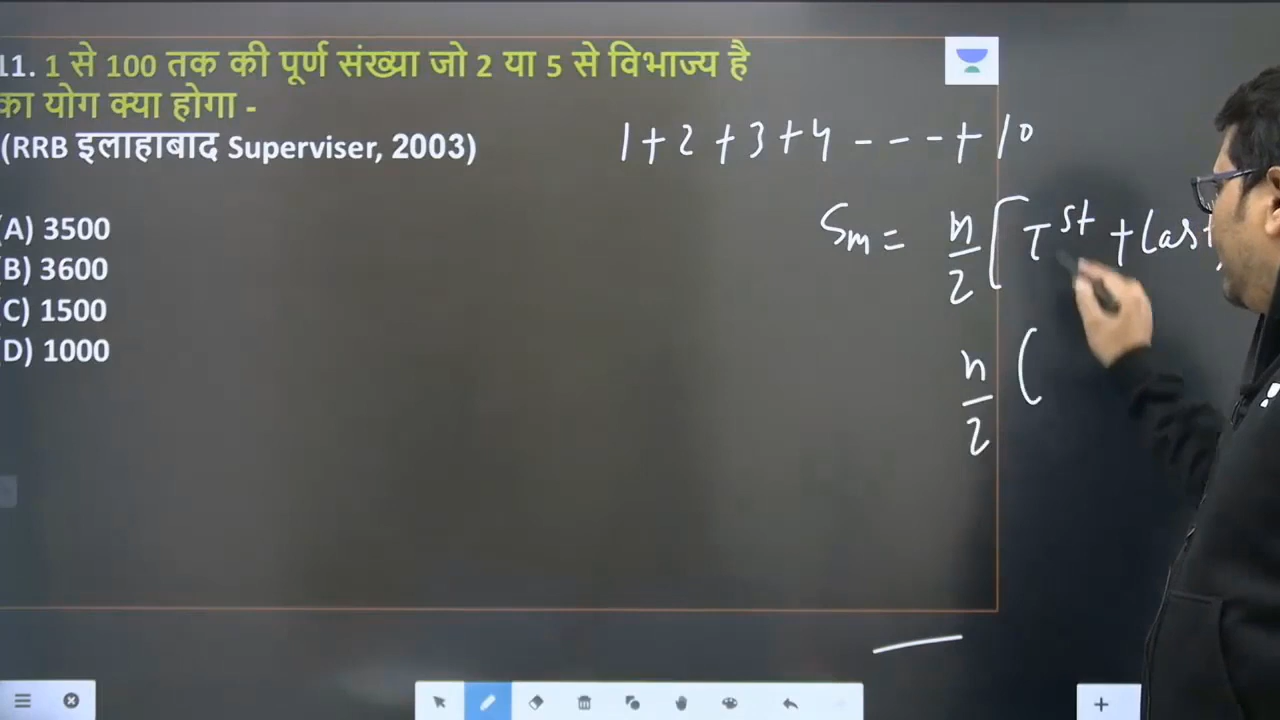 11. 1 से 100 तक की पूर्ण संख्या जो 2 या 5 से विभाज्य है
का योग क्या होगा -
(RRB इलाहाबाद Superviser, 2003)
1 + 2 + 3 + 4 - - - + 10
(A) 3500
Sm = n/2 [ Ist + Last
(B) 3600
(C) 1500
(D) 1000
n/2 (